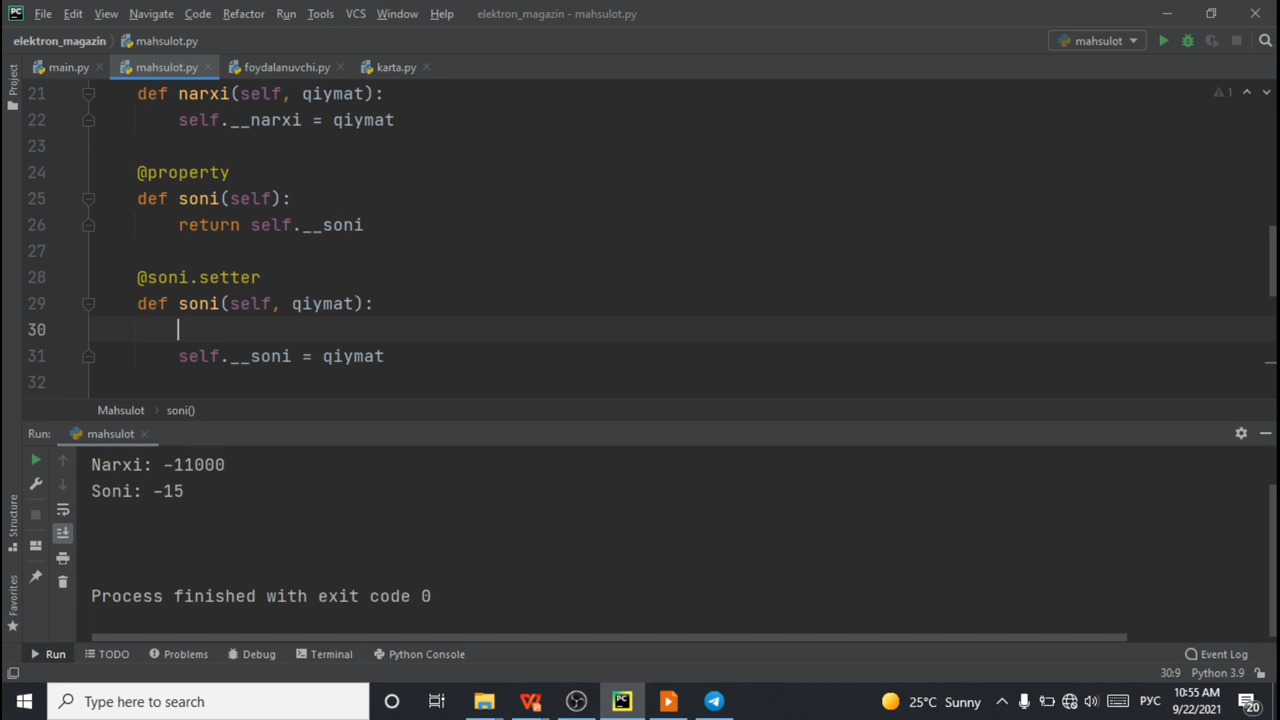 PC File Edit View Navigate Code Refactor Run Tools VCS Window Help elektron_magazin - mahsulot.py
elektron_magazin mahsulot.py mahsulot
main.py mahsulot.py foydalanuvchi.py karta.py
Project
21 def narxi(self, qiymat): 1
22 self.__narxi = qiymat
23
24 @property
25 def soni(self):
26 return self.__soni
27
28 @soni.setter
29 def soni(self, qiymat):
30
31 self.__soni = qiymat
32
Mahsulot soni()
Run: mahsulot
Narxi: -11000
Soni: -15
Structure
Process finished with exit code 0
Favorites
Run TODO Problems Debug Terminal Python Console Event Log
30:9 Python 3.9
Type here to search 25°C Sunny РУС 10:55 AM
9/22/2021 20